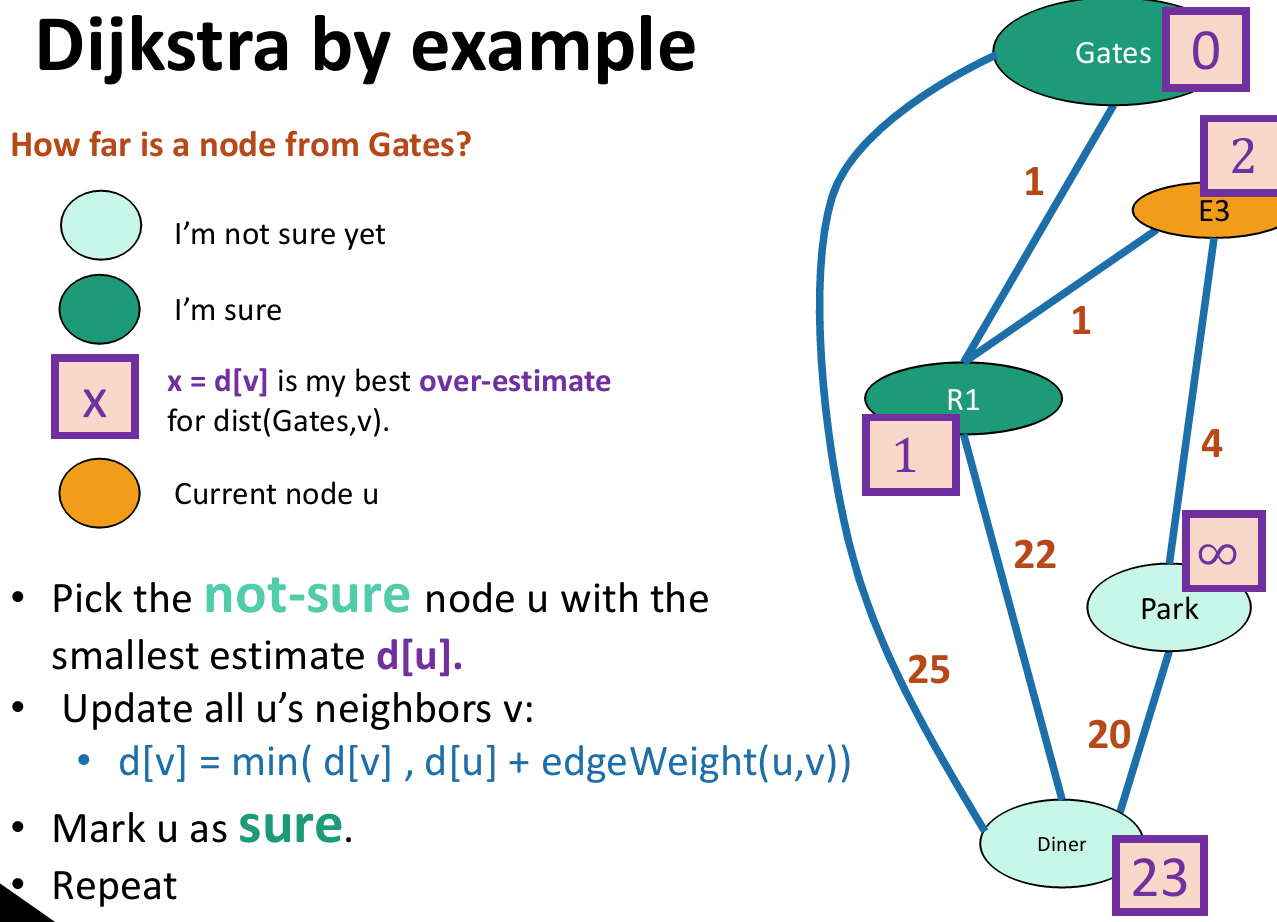 Dijkstra by example
How far is a node from Gates?
I'm not sure yet
I'm sure
x
x = d[v] is my best over-estimate
for dist(Gates,v).
Current node u
• Pick the not-sure node u with the
smallest estimate d[u].
• Update all u's neighbors v:
• d[v] = min( d[v] , d[u] + edgeWeight(u,v))
• Mark u as sure.
• Repeat
Gates
0
2
E3
1
1
R1
1
4
22
∞
Park
25
20
Diner
23